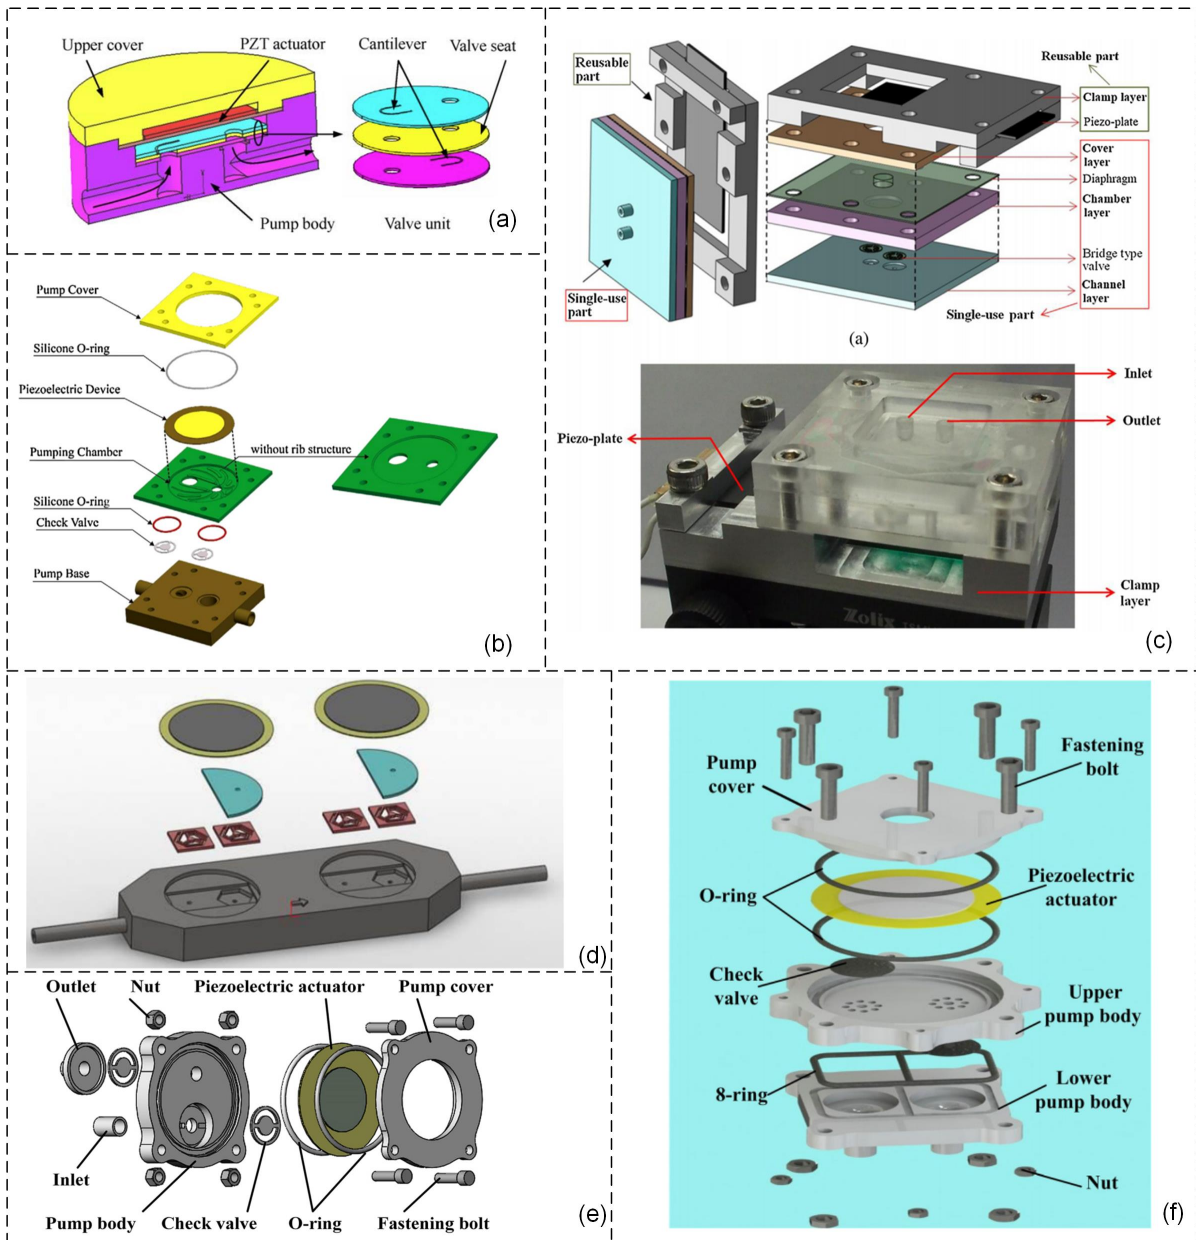 Upper cover
PZT actuator
Cantilever
Valve seat
Pump body
Valve unit
(a)
Pump Cover
Silicone O-ring
Piezoelectric Device
Pumping Chamber
without rib structure
Silicone O-ring
Check Valve
Pump Base
(b)
Reusable
part
Single-use
part
Reusable part
Clamp layer
Piezo-plate
Cover
layer
Diaphragm
Chamber
layer
Bridge type
valve
Channel
layer
Single-use part
(a)
Inlet
Outlet
Piezo-plate
Clamp
layer
Zolix
(c)
(d)
Outlet
Nut
Piezoelectric actuator
Pump cover
Inlet
Pump body
Check valve
O-ring
Fastening bolt
(e)
Pump
cover
Fastening
bolt
O-ring
Piezoelectric
actuator
Check
valve
Upper
pump body
8-ring
Lower
pump body
Nut
(f)